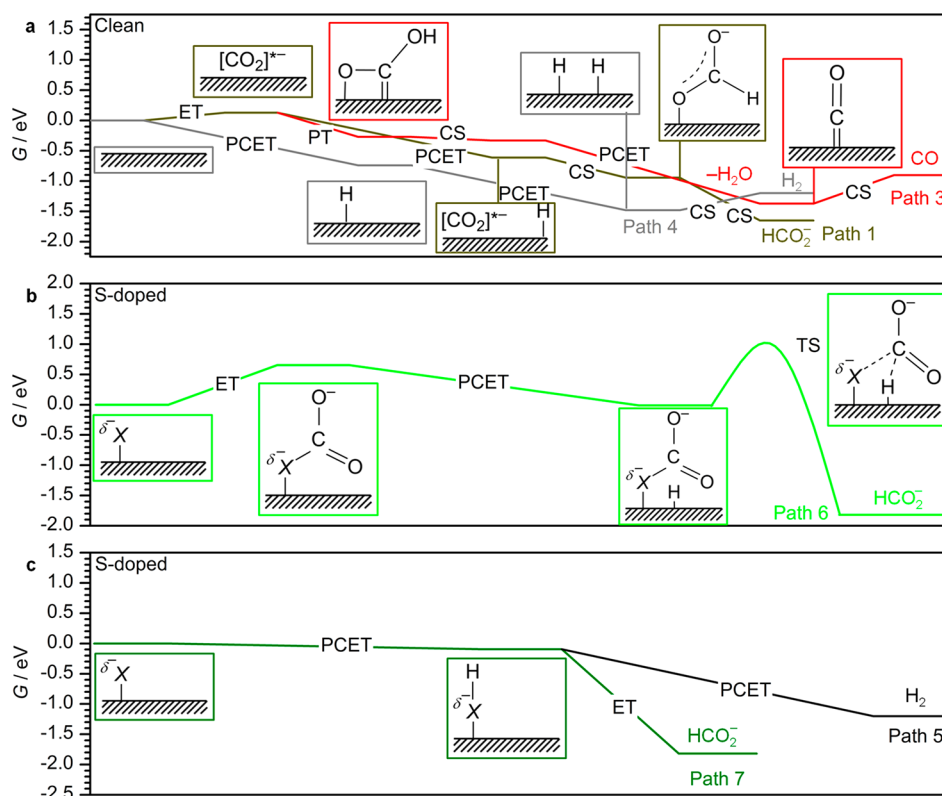 a
Clean
G / eV
1.5
1.0
0.5
0.0
-0.5
-1.0
-1.5
-2.0
[CO₂]*−
ET
PCET
H
PT
O C OH
CS
PCET
[CO₂]*− H
H H
PCET
CS
Path 4
O⁻
C
O H
PCET
−H₂O
CS
CS
HCO₂⁻ Path 1
O
C
H₂
CS
CO
Path 3
b
S-doped
G / eV
2.0
1.5
1.0
0.5
0.0
-0.5
-1.0
-1.5
-2.0
δ⁻X
ET
O⁻
C
δ⁻X O
PCET
O⁻
C
δ⁻X O
H
TS
O⁻
C
δ⁻X O
H
Path 6
HCO₂⁻
c
S-doped
G / eV
1.5
1.0
0.5
0.0
-0.5
-1.0
-1.5
-2.0
-2.5
δ⁻X
PCET
H
δ⁻X
ET
HCO₂⁻
Path 7
PCET
H₂
Path 5